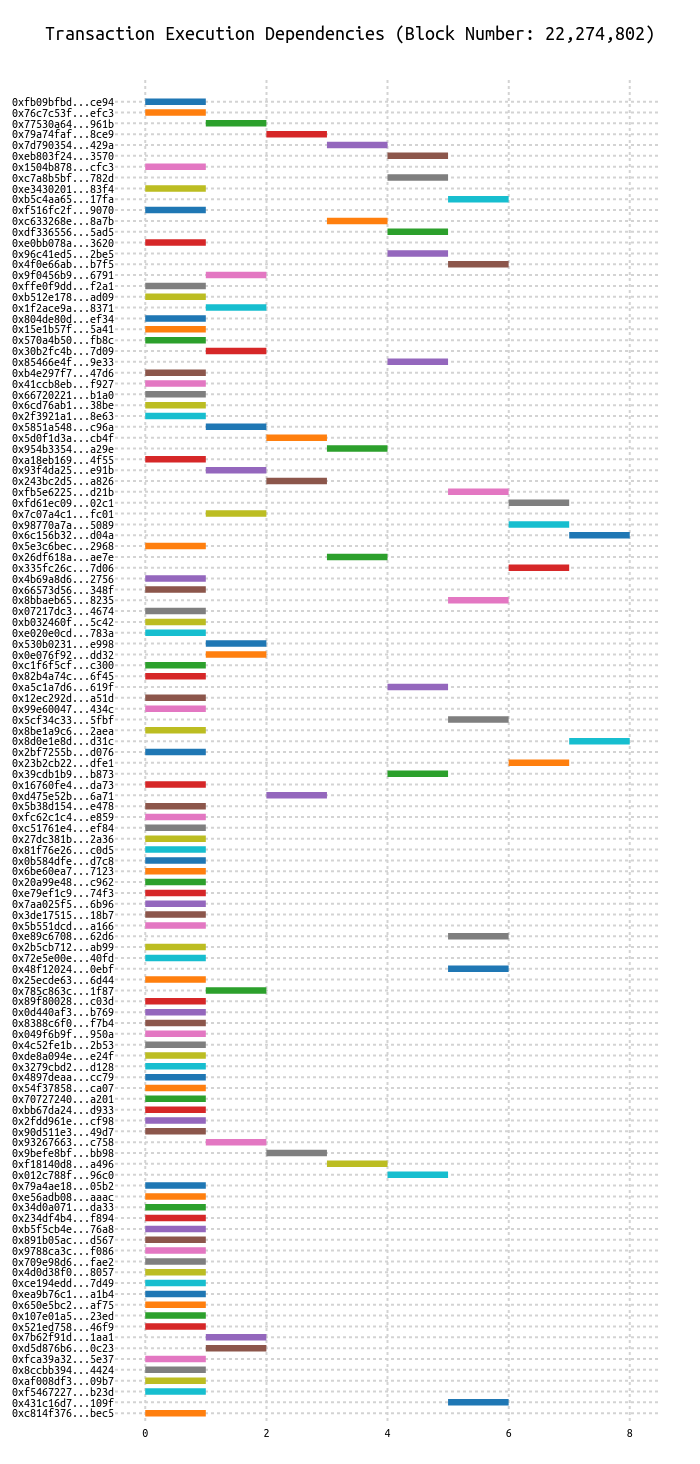 Transaction Execution Dependencies (Block Number: 22,274,802)
0xfb09bfbd...ce94
0x76c7c53f...efc3
0x77530a64...961b
0x79a74faf...8ce9
0x7d790354...429a
0xeb803f24...3570
0x1504b878...cfc3
0xc7a8b5bf...782d
0xe3430201...83f4
0xb5c4aa65...17fa
0xf516fc2f...9070
0xc633268e...8a7b
0xdf336556...5ad5
0xe0bb078a...3620
0x96c41ed5...2be5
0x4f0e66ab...b7f5
0x9f0456b9...6791
0xffe0f9dd...f2a1
0xb512e178...ad09
0x1f2ace9a...8371
0x804de80d...ef34
0x15e1b57f...5a41
0x570a4b50...fb8c
0x30b2fc4b...7d09
0x85466e4f...9e33
0xb4e297f7...47d6
0x41ccb8eb...f927
0x66720221...b1a0
0x6cd76ab1...38be
0x2f3921a1...8e63
0x5851a548...c96a
0x5d0f1d3a...cb4f
0x954b3354...a29e
0xa18eb169...4f55
0x93f4da25...e91b
0x243bc2d5...a826
0xfb5e6225...d21b
0xfd61ec09...02c1
0x7c07a4c1...fc01
0x98770a7a...5089
0x6c156b32...d04a
0x5e3c6bec...2968
0x26df618a...ae7e
0x335fc26c...7d06
0x4b69a8d6...2756
0x66573d56...348f
0x8bbaeb65...8235
0x07217dc3...4674
0xb032460f...5c42
0xe020e0cd...783a
0x530b0231...e998
0x0e076f92...dd32
0xc1f6f5cf...c300
0x82b4a74c...6f45
0xa5c1a7d6...619f
0x12ec292d...a51d
0x99e60047...434c
0x5cf34c33...5fbf
0x8be1a9c6...2aea
0x8d0e1e8d...d31c
0x2bf7255b...d076
0x23b2cb22...dfe1
0x39cdb1b9...b873
0x16760fe4...da73
0xd475e52b...6a71
0x5b38d154...e478
0xfc62c1c4...e859
0xc51761e4...ef84
0x27dc381b...2a36
0x81f76e26...c0d5
0x0b584dfe...d7c8
0x6be60ea7...7123
0x20a99e48...c962
0xe79ef1c9...74f3
0x7aa025f5...6b96
0x3de17515...18b7
0x5b551dcd...a166
0xe89c6708...62d6
0x2b5cb712...ab99
0x72e5e00e...40fd
0x48f12024...0ebf
0x25ecde63...6d44
0x785c863c...1f87
0x89f80028...c03d
0x0d440af3...b769
0x8388c6f0...f7b4
0x049f6b9f...950a
0x4c52fe1b...2b53
0xde8a094e...e24f
0x3279cbd2...d128
0x4897deaa...cc79
0x54f37858...ca07
0x70727240...a201
0xbb67da24...d933
0x2fdd961e...cf98
0x90d511e3...49d7
0x93267663...c758
0x9befe8bf...bb98
0xf18140d8...a496
0x012c788f...96c0
0x79a4ae18...05b2
0xe56adb08...aaac
0x34d0a071...da33
0x234df4b4...f894
0xb5f5cb4e...76a8
0x891b05ac...d567
0x9788ca3c...f086
0x709e98d6...fae2
0x4d0d38f0...8057
0xce194edd...7d49
0xea9b76c1...a1b4
0x650e5bc2...af75
0x107e01a5...23ed
0x521ed758...46f9
0x7b62f91d...1aa1
0xd5d876b6...0c23
0xfca39a32...5e37
0x8ccbb394...4424
0xaf008df3...09b7
0xf5467227...b23d
0x431c16d7...109f
0xc814f376...bec5
0 2 4 6 8